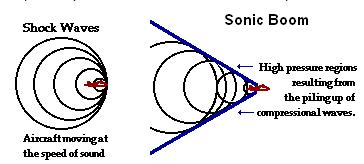 Shock Waves
Aircraft moving at
the speed of sound
Sonic Boom
High pressure regions
resulting from
the piling up of
compressional waves.